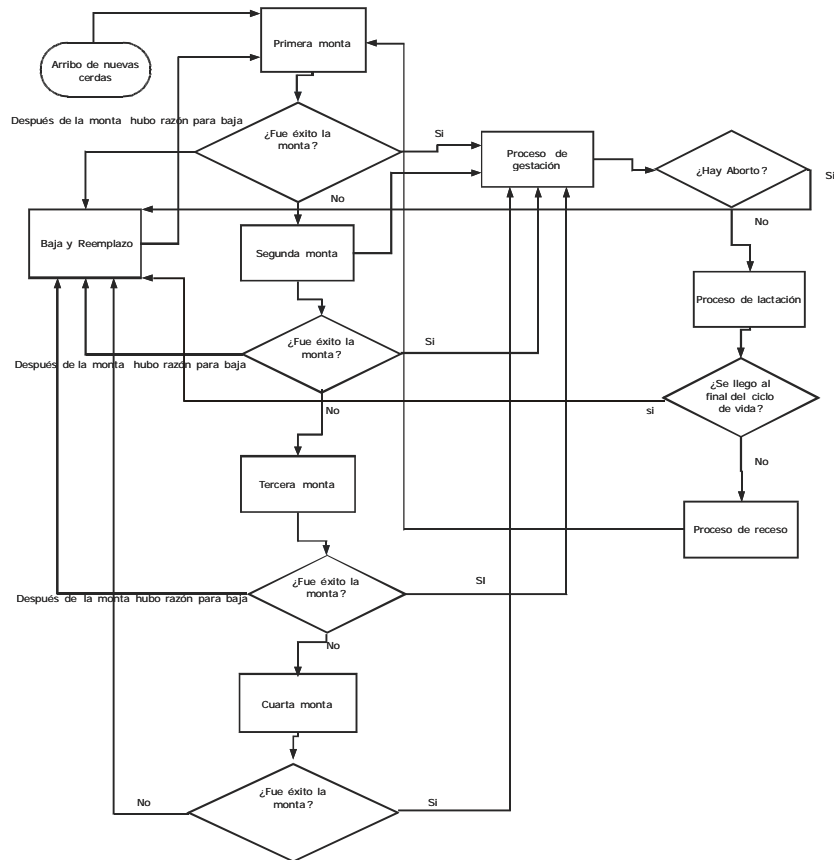 Primera monta
Arribo de nuevas
cerdas
Después de la monta hubo razón para baja
¿Fue éxito la
monta?
Si
Proceso de
gestación
¿Hay Aborto?
Si
No
No
Baja y Reemplazo
Segunda monta
Proceso de lactación
¿Fue éxito la
monta?
Si
Después de la monta hubo razón para baja
¿Se llego al
final del ciclo
de vida?
No
si
No
Tercera monta
Proceso de receso
¿Fue éxito la
monta?
SI
Después de la monta hubo razón para baja
No
Cuarta monta
¿Fue éxito la
monta?
No
Si